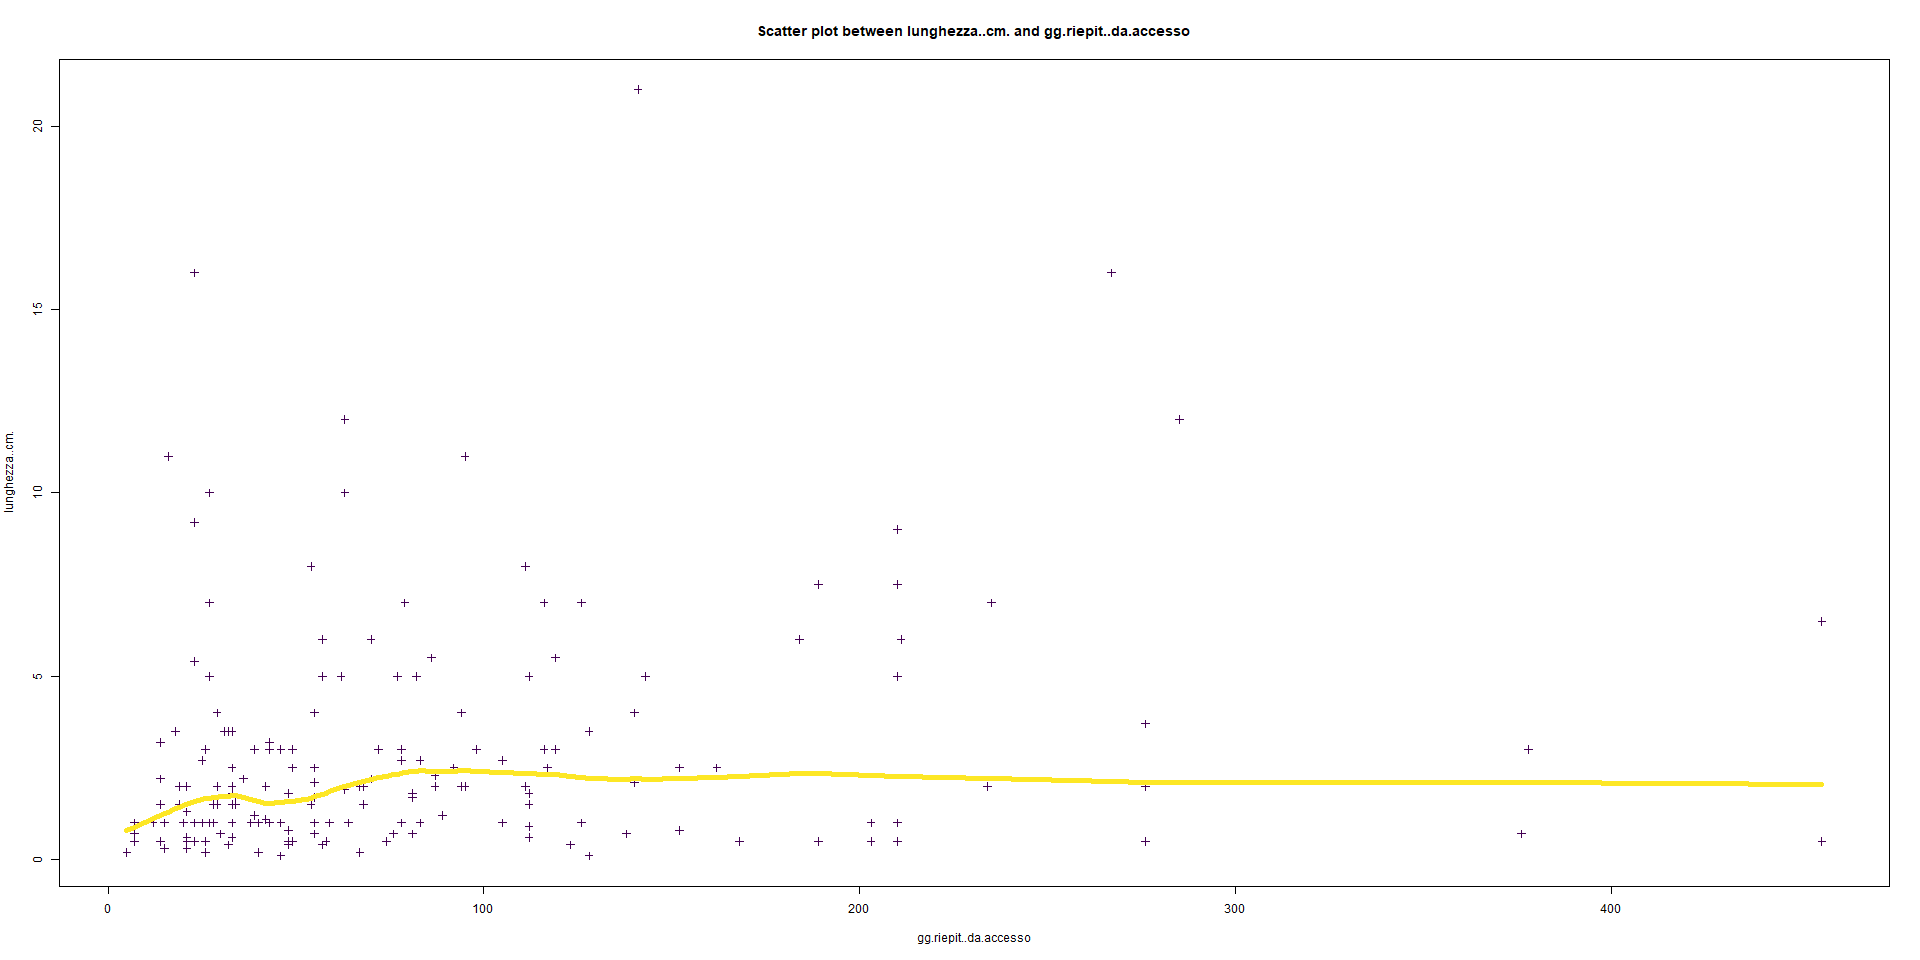 Scatter plot between lunghezza..cm. and gg.riepit..da.accesso
20
15
10
5
0
lunghezza..cm.
0 100 200 300 400
gg.riepit..da.accesso